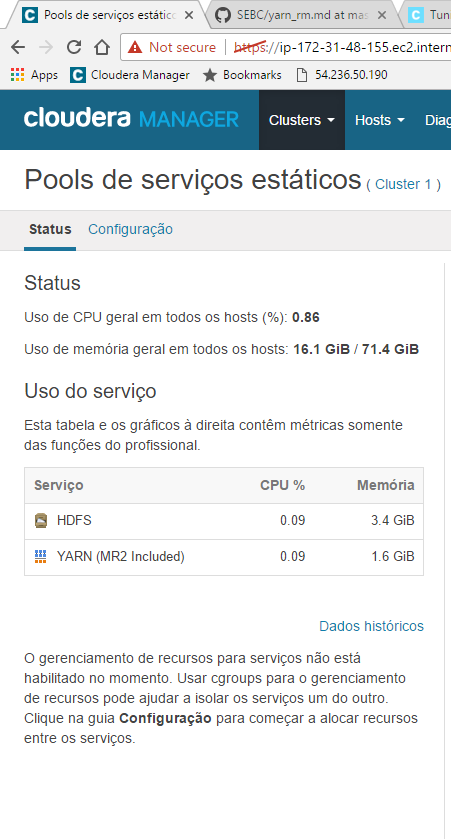 Pools de serviços estátic
SEBC/yarn_rm.md at mas
Tun
Not secure https://ip-172-31-48-155.ec2.intern
Apps Cloudera Manager Bookmarks 54.236.50.190
cloudera MANAGER Clusters Hosts Diag
Pools de serviços estáticos ( Cluster 1 )
Status Configuração
Status
Uso de CPU geral em todos os hosts (%): 0.86
Uso de memória geral em todos os hosts: 16.1 GiB / 71.4 GiB
Uso do serviço
Esta tabela e os gráficos à direita contêm métricas somente
das funções do profissional.
Serviço CPU % Memória
HDFS 0.09 3.4 GiB
YARN (MR2 Included) 0.09 1.6 GiB
Dados históricos
O gerenciamento de recursos para serviços não está
habilitado no momento. Usar cgroups para o gerenciamento
de recursos pode ajudar a isolar os serviços um do outro.
Clique na guia Configuração para começar a alocar recursos
entre os serviços.